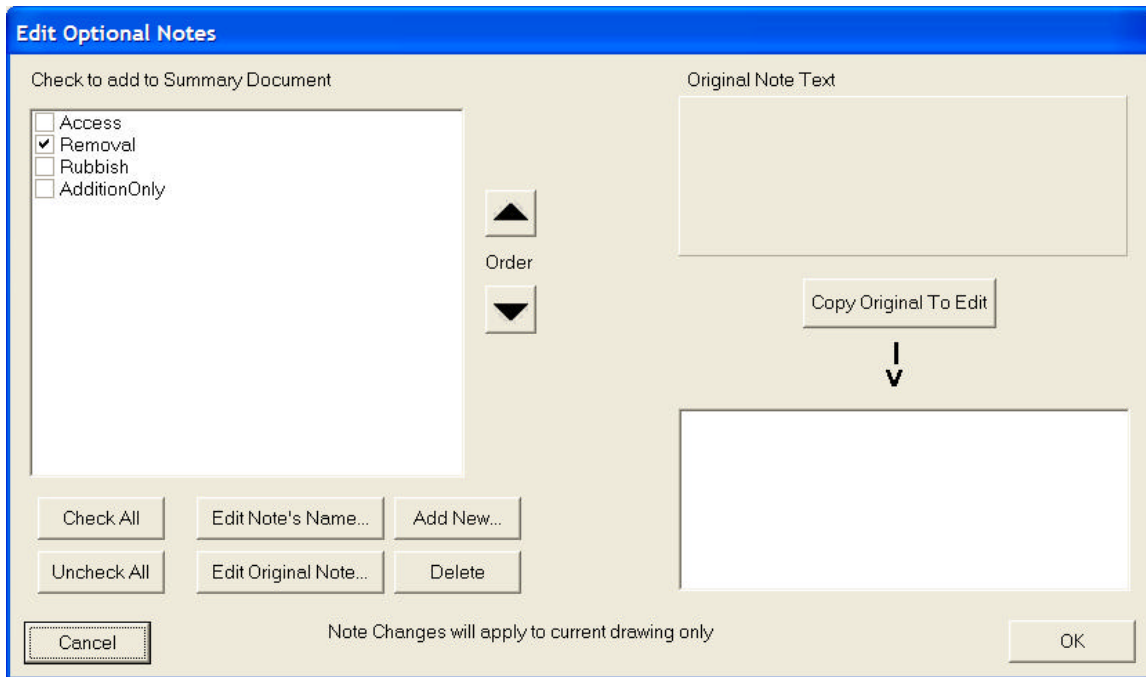 Edit Optional Notes
Check to add to Summary Document
Access
Removal
Rubbish
AdditionOnly
Order
Original Note Text
Copy Original To Edit
Check All
Edit Note's Name...
Add New...
Uncheck All
Edit Original Note...
Delete
Cancel
Note Changes will apply to current drawing only
OK